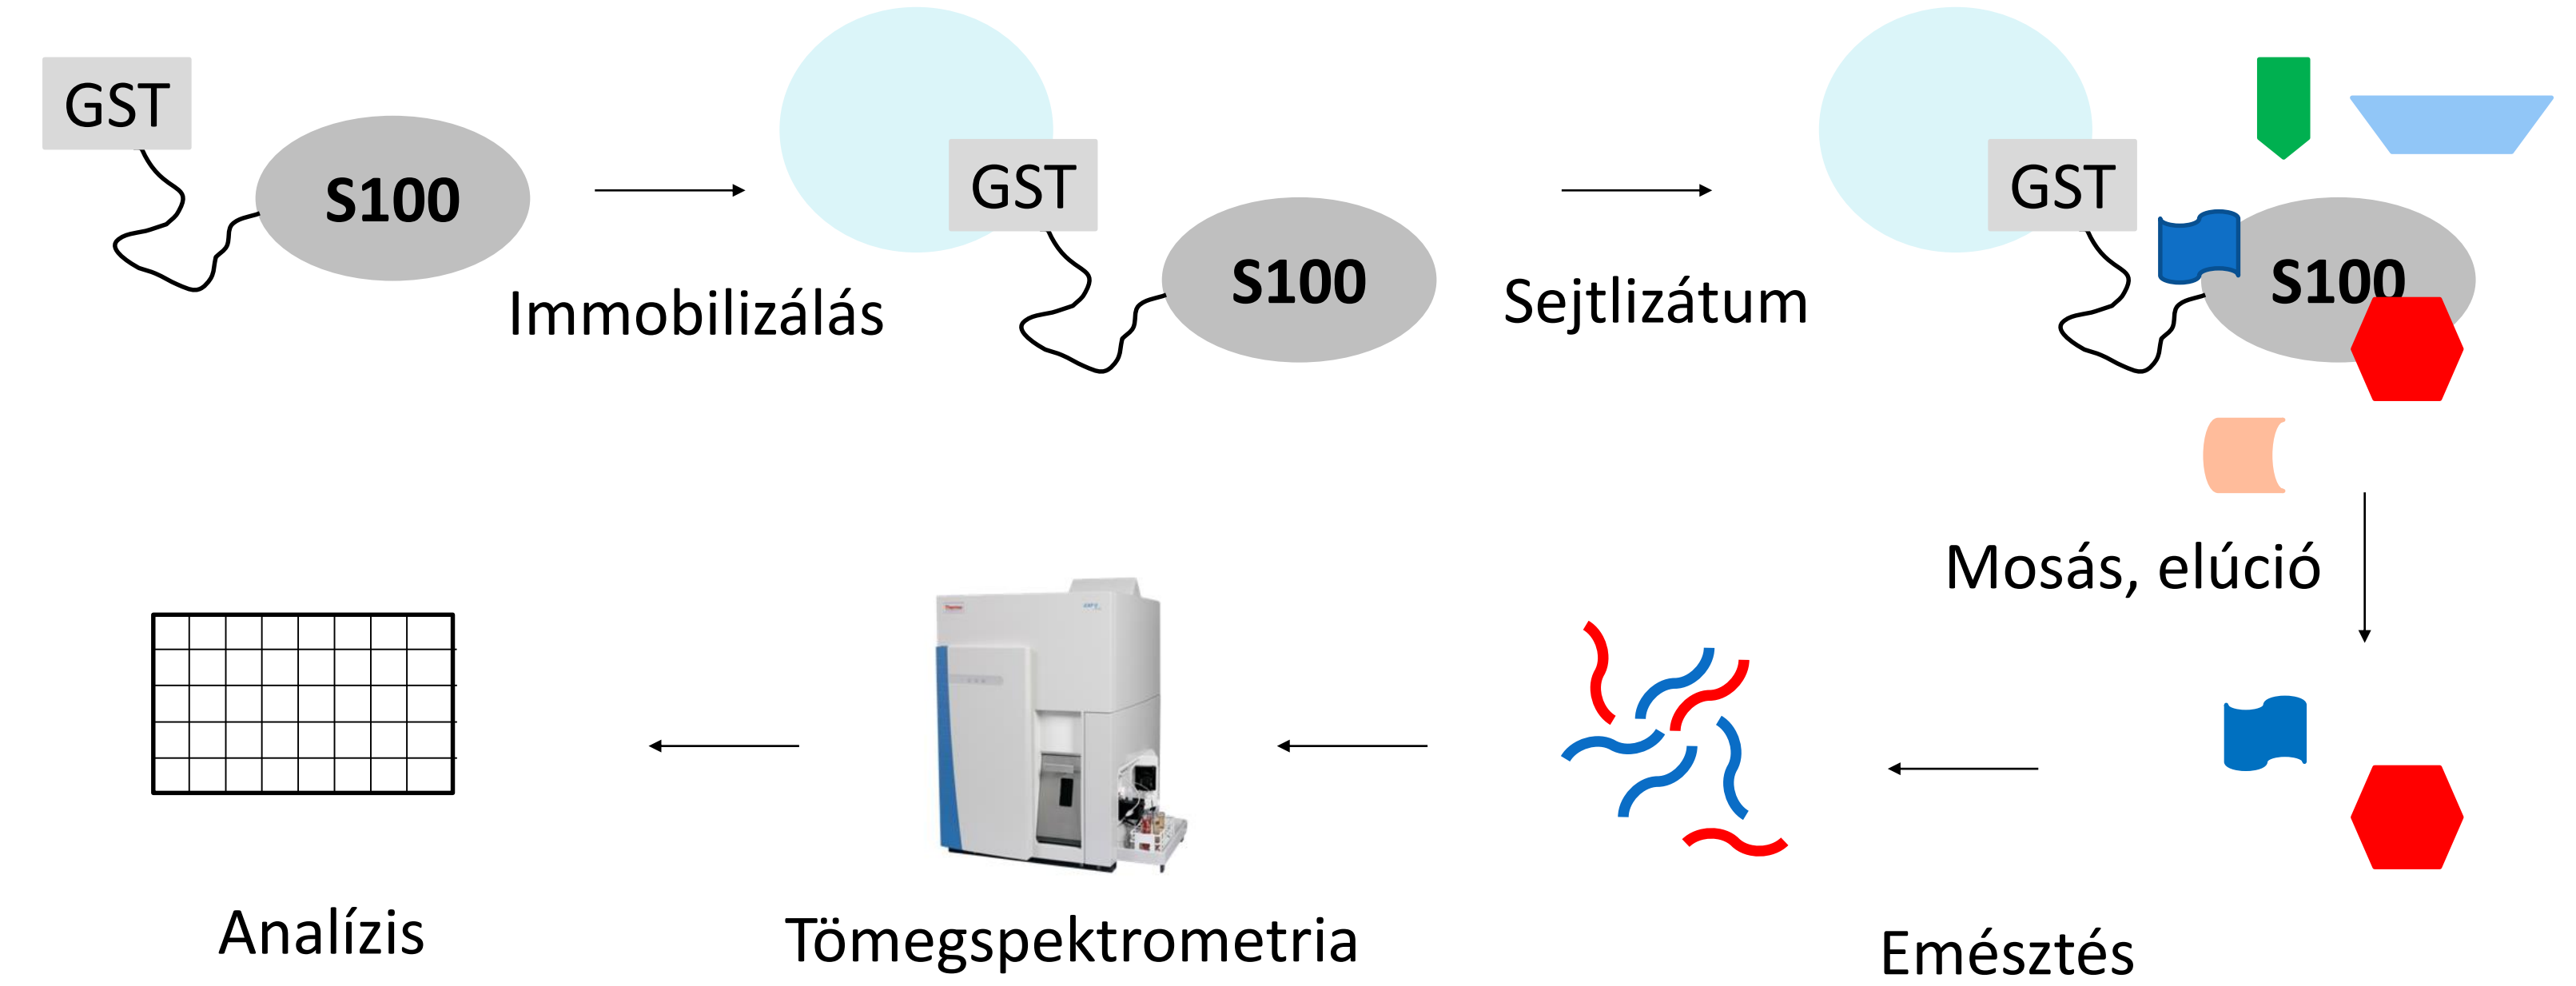 GST
S100
Immobilizálás
GST
S100
Sejtlizátum
GST
S100
Mosás, elúció
Emésztés
Tömegspektrometria
Analízis